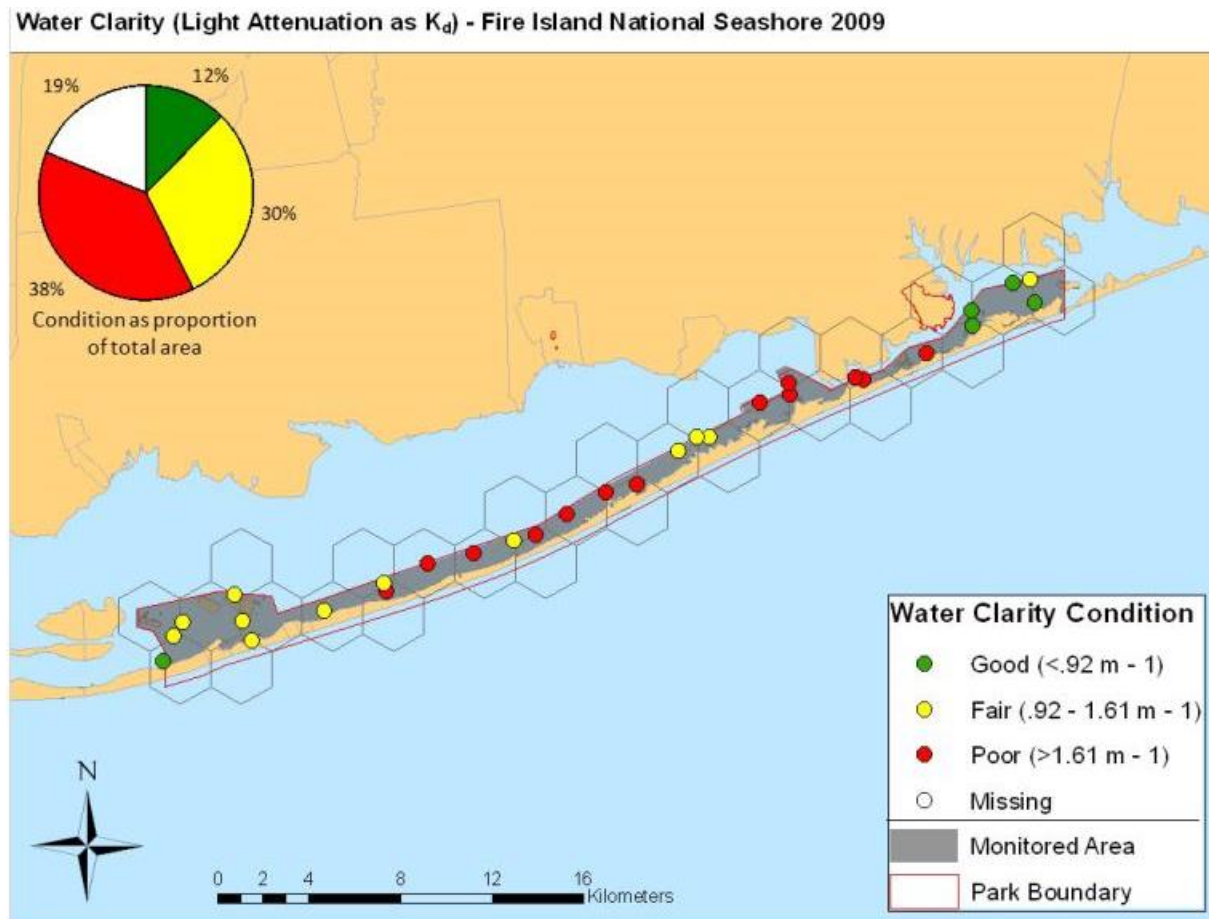 Water Clarity (Light Attenuation as Kd) - Fire Island National Seashore 2009
19%
12%
30%
38%
Condition as proportion
of total area
Water Clarity Condition
Good (<.92 m - 1)
Fair (.92 - 1.61 m - 1)
Poor (>1.61 m - 1)
Missing
Monitored Area
Park Boundary
N
0 2 4 8 12 16
Kilometers